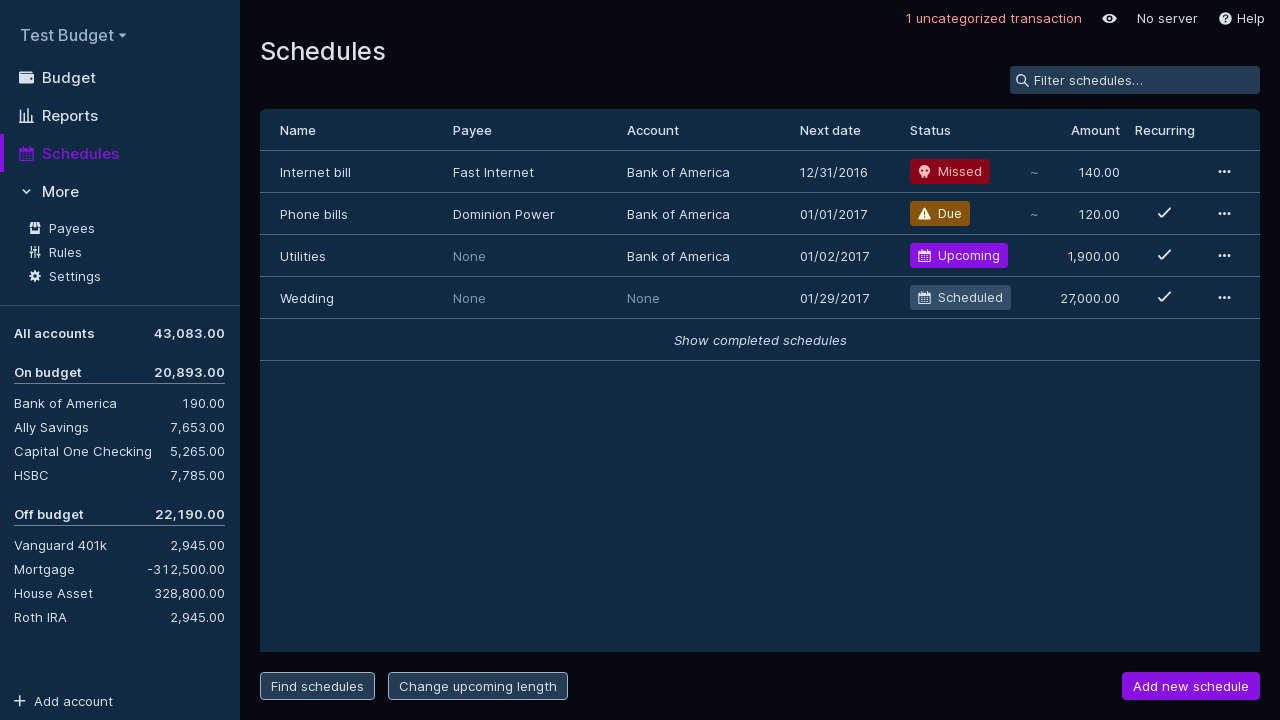 Test Budget
Budget
Reports
Schedules
More
Payees
Rules
Settings
All accounts 43,083.00
On budget 20,893.00
Bank of America 190.00
Ally Savings 7,653.00
Capital One Checking 5,265.00
HSBC 7,785.00
Off budget 22,190.00
Vanguard 401k 2,945.00
Mortgage -312,500.00
House Asset 328,800.00
Roth IRA 2,945.00
Add account
1 uncategorized transaction No server Help
Schedules
Filter schedules...
Name Payee Account Next date Status Amount Recurring
Internet bill Fast Internet Bank of America 12/31/2016 Missed ~ 140.00
Phone bills Dominion Power Bank of America 01/01/2017 Due ~ 120.00
Utilities None Bank of America 01/02/2017 Upcoming 1,900.00
Wedding None None 01/29/2017 Scheduled 27,000.00
Show completed schedules
Find schedules Change upcoming length Add new schedule